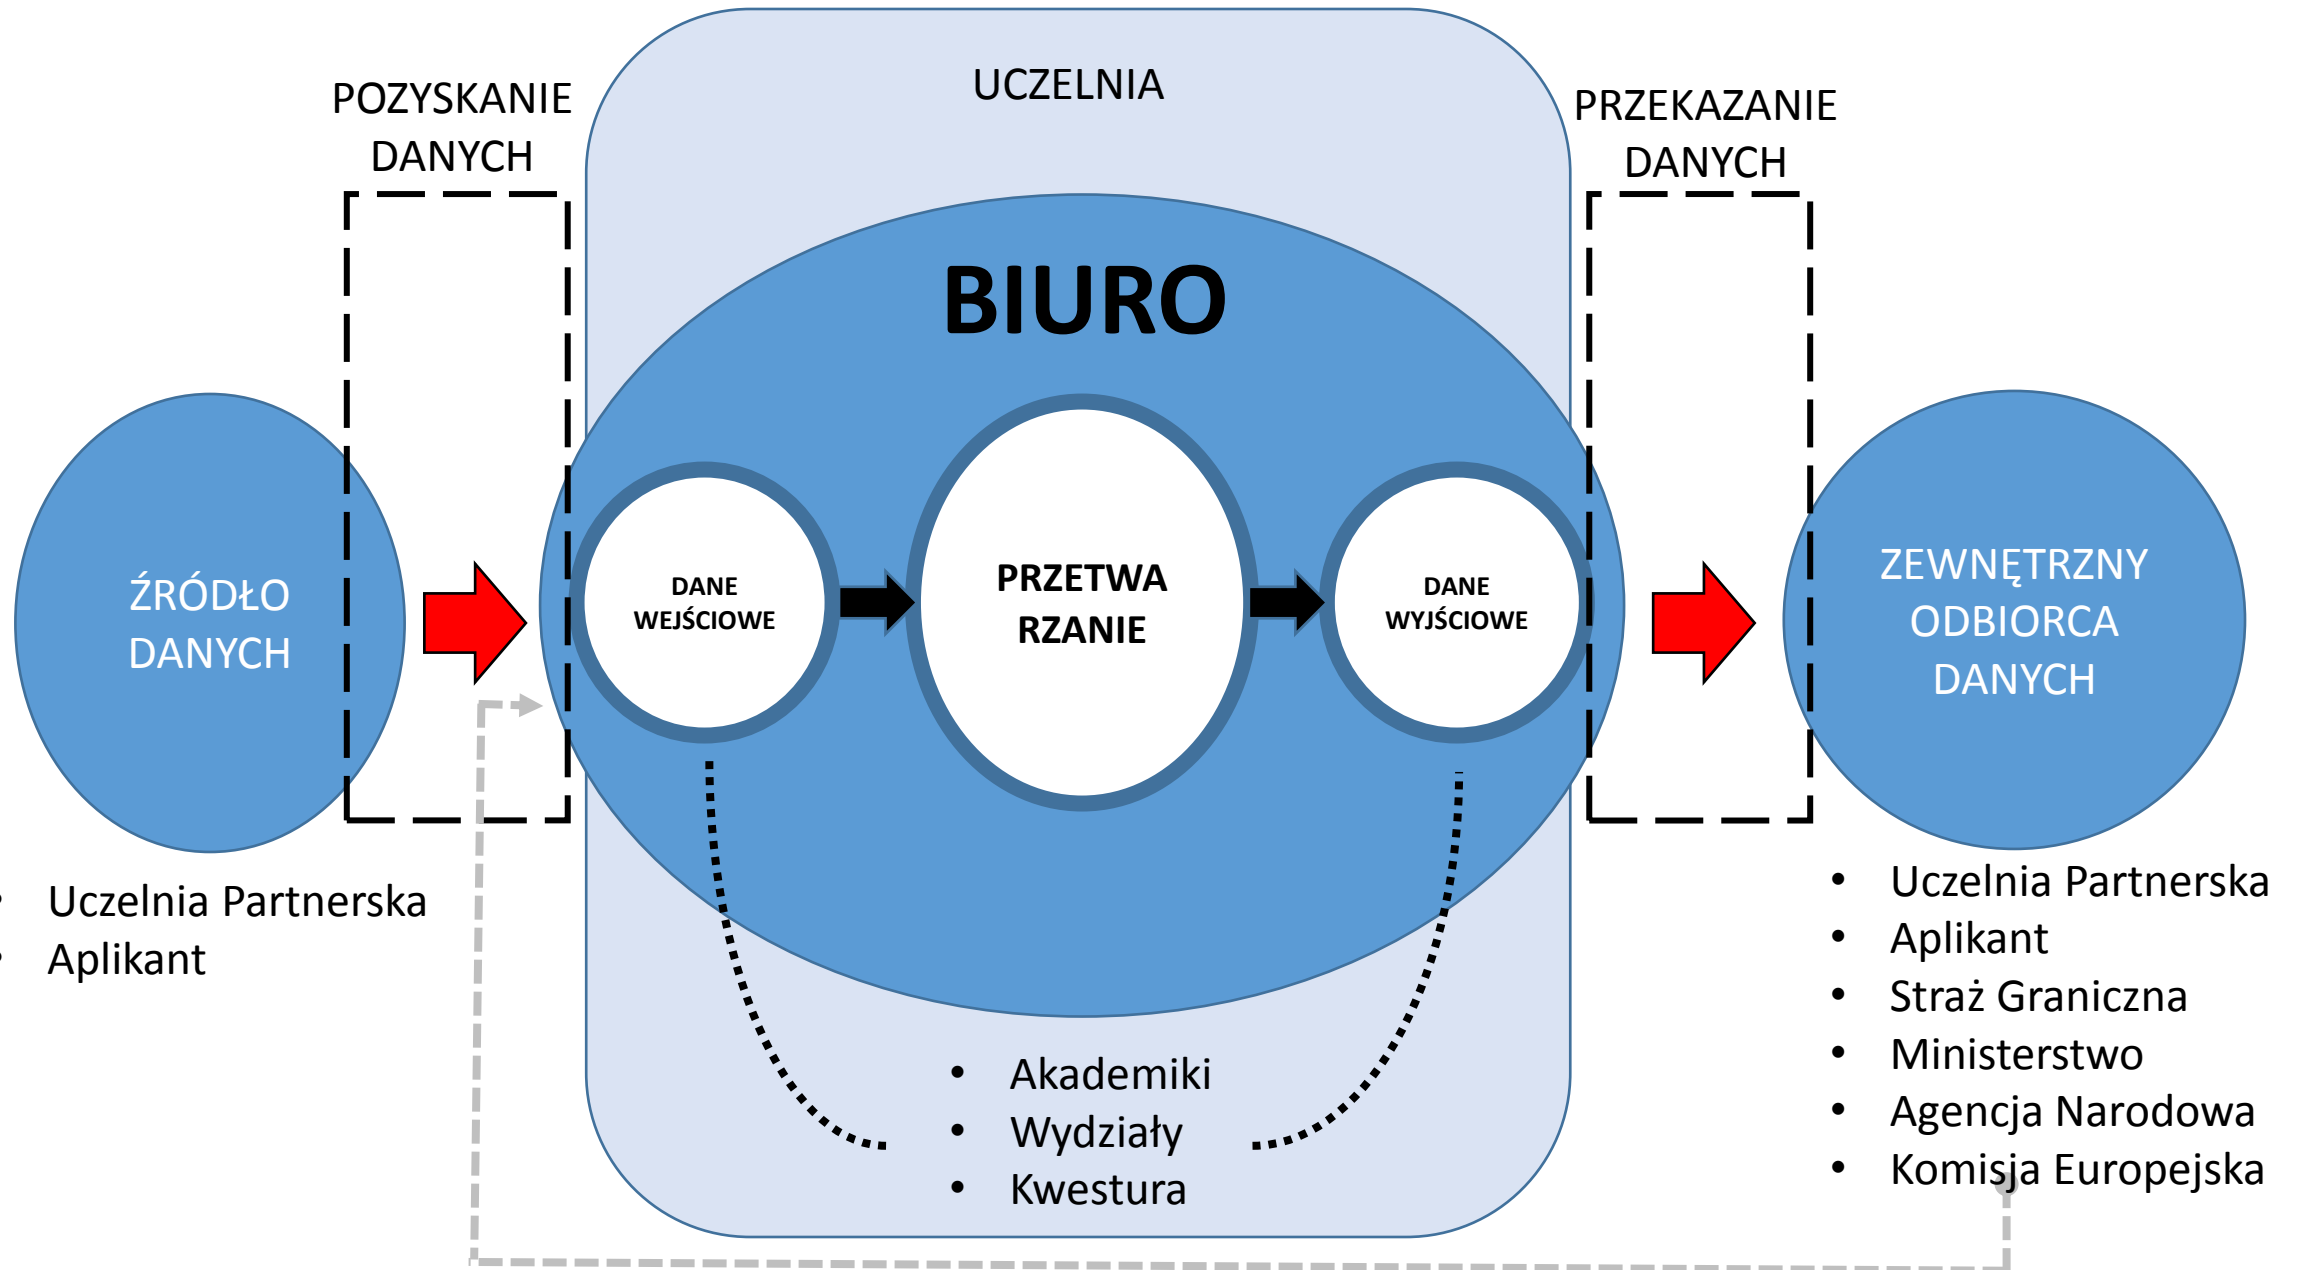 UCZELNIA
POZYSKANIE
DANYCH
PRZEKAZANIE
DANYCH
BIURO
ŹRÓDŁO
DANYCH
DANE
WEJŚCIOWE
PRZETWA
RZANIE
DANE
WYJŚCIOWE
ZEWNĘTRZNY
ODBIORCA
DANYCH
• Uczelnia Partnerska
• Aplikant
• Akademiki
• Wydziały
• Kwestura
• Uczelnia Partnerska
• Aplikant
• Straż Graniczna
• Ministerstwo
• Agencja Narodowa
• Komisja Europejska